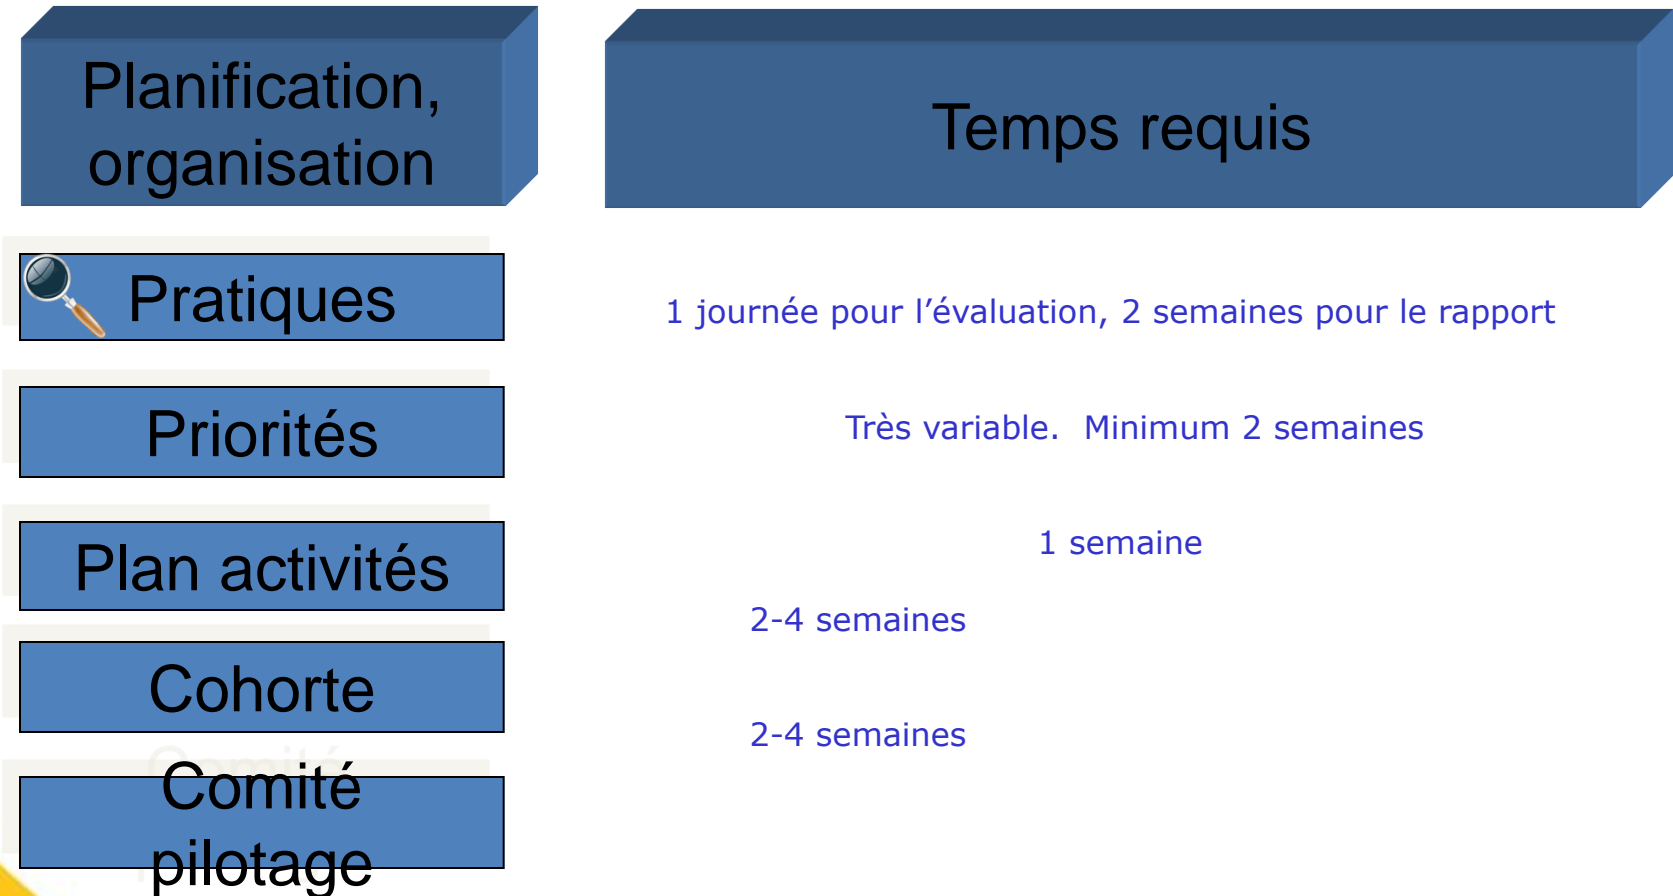 Planification,
organisation
Temps requis
Pratiques
1 journée pour l’évaluation, 2 semaines pour le rapport
Priorités
Très variable.  Minimum 2 semaines
Plan activités
1 semaine
2-4 semaines
Cohorte
2-4 semaines
Comité
pilotage